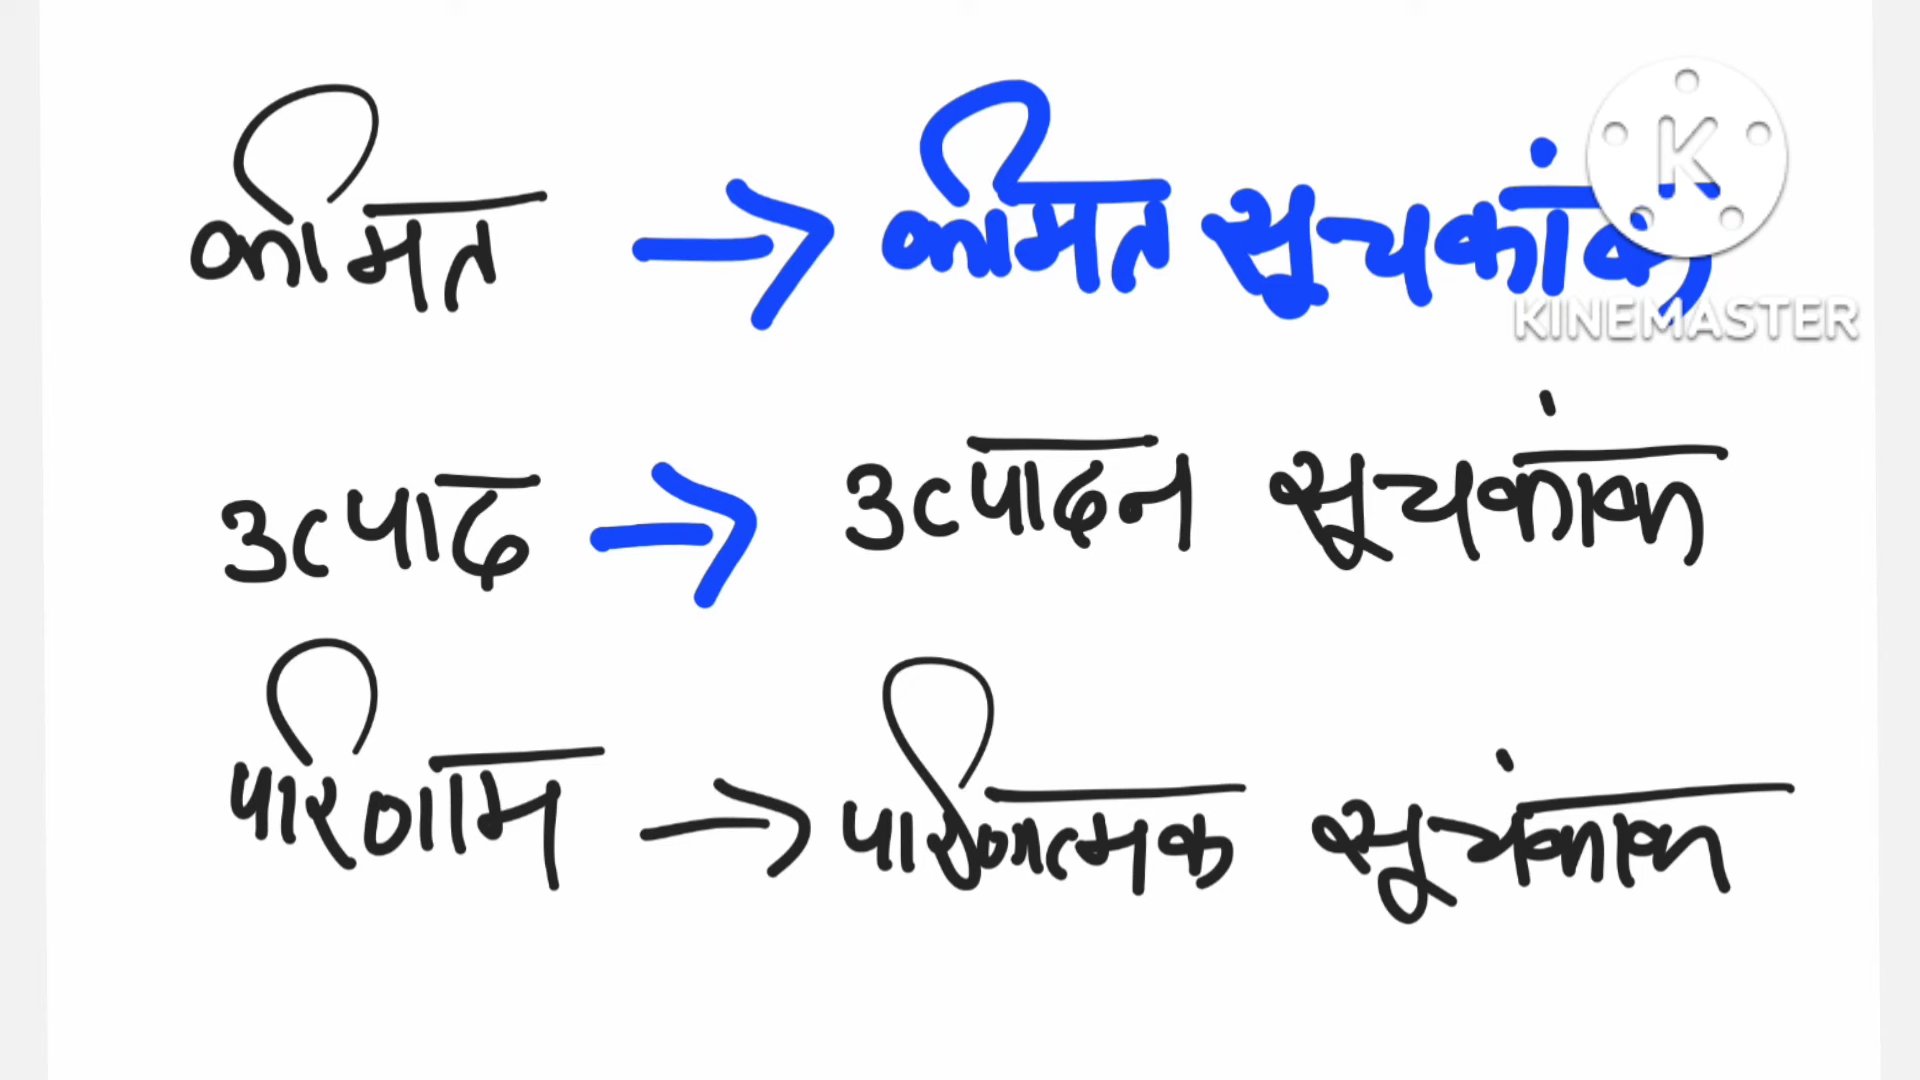 कीमत → कीमत सूचकांक
KINEMASTER
उत्पाद → उत्पादन सूचकांक
परिणाम → परिणात्मक सूचकांक